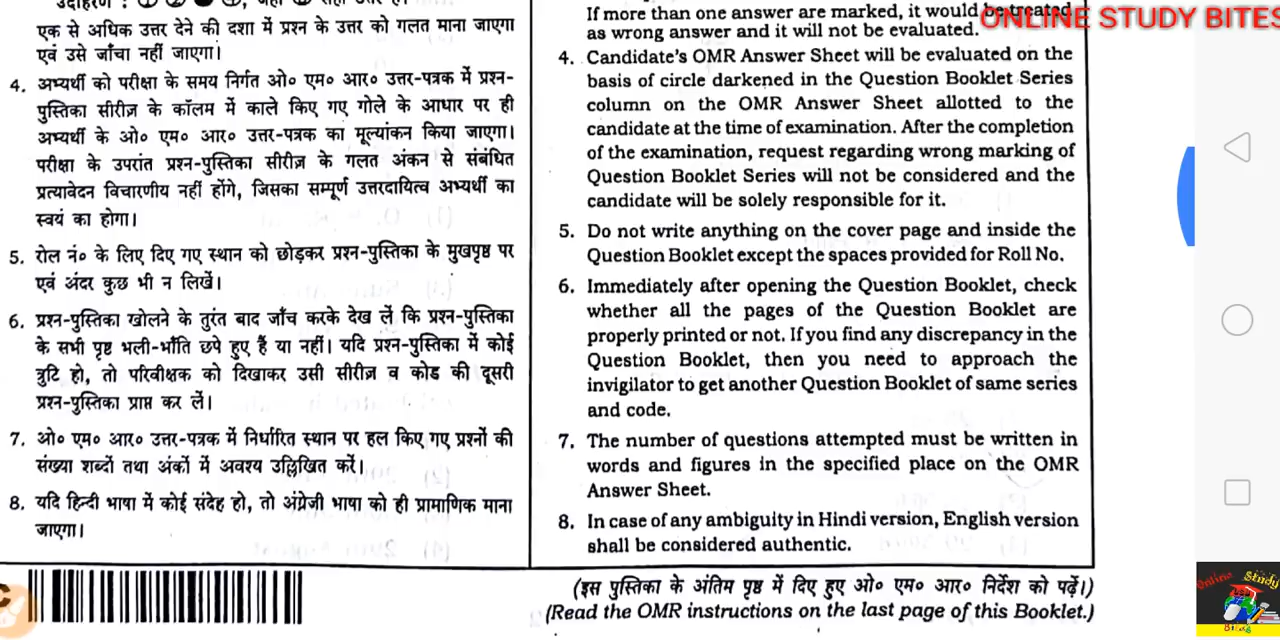 एक से अधिक उत्तर देने की दशा में प्रश्न के उत्तर को गलत माना जाएगा
एवं उसे जाँचा नहीं जाएगा।
4. अभ्यर्थी को परीक्षा के समय निर्गत ओ० एम० आर० उत्तर-पत्रक में प्रश्न-
पुस्तिका सीरीज़ के कॉलम में काले किए गए गोले के आधार पर ही
अभ्यर्थी के ओ० एम० आर० उत्तर-पत्रक का मूल्यांकन किया जाएगा।
परीक्षा के उपरांत प्रश्न-पुस्तिका सीरीज़ के गलत अंकन से संबंधित
प्रत्यावेदन विचारणीय नहीं होंगे, जिसका सम्पूर्ण उत्तरदायित्व अभ्यर्थी का
स्वयं का होगा।
5. रोल नं० के लिए दिए गए स्थान को छोड़कर प्रश्न-पुस्तिका के मुखपृष्ठ पर
एवं अंदर कुछ भी न लिखें।
6. प्रश्न-पुस्तिका खोलने के तुरंत बाद जाँच करके देख लें कि प्रश्न-पुस्तिका
के सभी पृष्ठ भली-भाँति छपे हुए हैं या नहीं। यदि प्रश्न-पुस्तिका में कोई
त्रुटि हो, तो परिवीक्षक को दिखाकर उसी सीरीज़ व कोड की दूसरी
प्रश्न-पुस्तिका प्राप्त कर लें।
7. ओ० एम० आर० उत्तर-पत्रक में निर्धारित स्थान पर हल किए गए प्रश्नों की
संख्या शब्दों तथा अंकों में अवश्य उल्लिखित करें।
8. यदि हिन्दी भाषा में कोई संदेह हो, तो अंग्रेजी भाषा को ही प्रामाणिक माना
जाएगा।
If more than one answer are marked, it would be treated
as wrong answer and it will not be evaluated.
4. Candidate's OMR Answer Sheet will be evaluated on the
basis of circle darkened in the Question Booklet Series
column on the OMR Answer Sheet allotted to the
candidate at the time of examination. After the completion
of the examination, request regarding wrong marking of
Question Booklet Series will not be considered and the
candidate will be solely responsible for it.
5. Do not write anything on the cover page and inside the
Question Booklet except the spaces provided for Roll No.
6. Immediately after opening the Question Booklet, check
whether all the pages of the Question Booklet are
properly printed or not. If you find any discrepancy in the
Question Booklet, then you need to approach the
invigilator to get another Question Booklet of same series
and code.
7. The number of questions attempted must be written in
words and figures in the specified place on the OMR
Answer Sheet.
8. In case of any ambiguity in Hindi version, English version
shall be considered authentic.
(इस पुस्तिका के अंतिम पृष्ठ में दिए हुए ओ० एम० आर० निर्देश को पढ़ें।)
(Read the OMR instructions on the last page of this Booklet.)
ONLINE STUDY BITES
Online Study
Bites